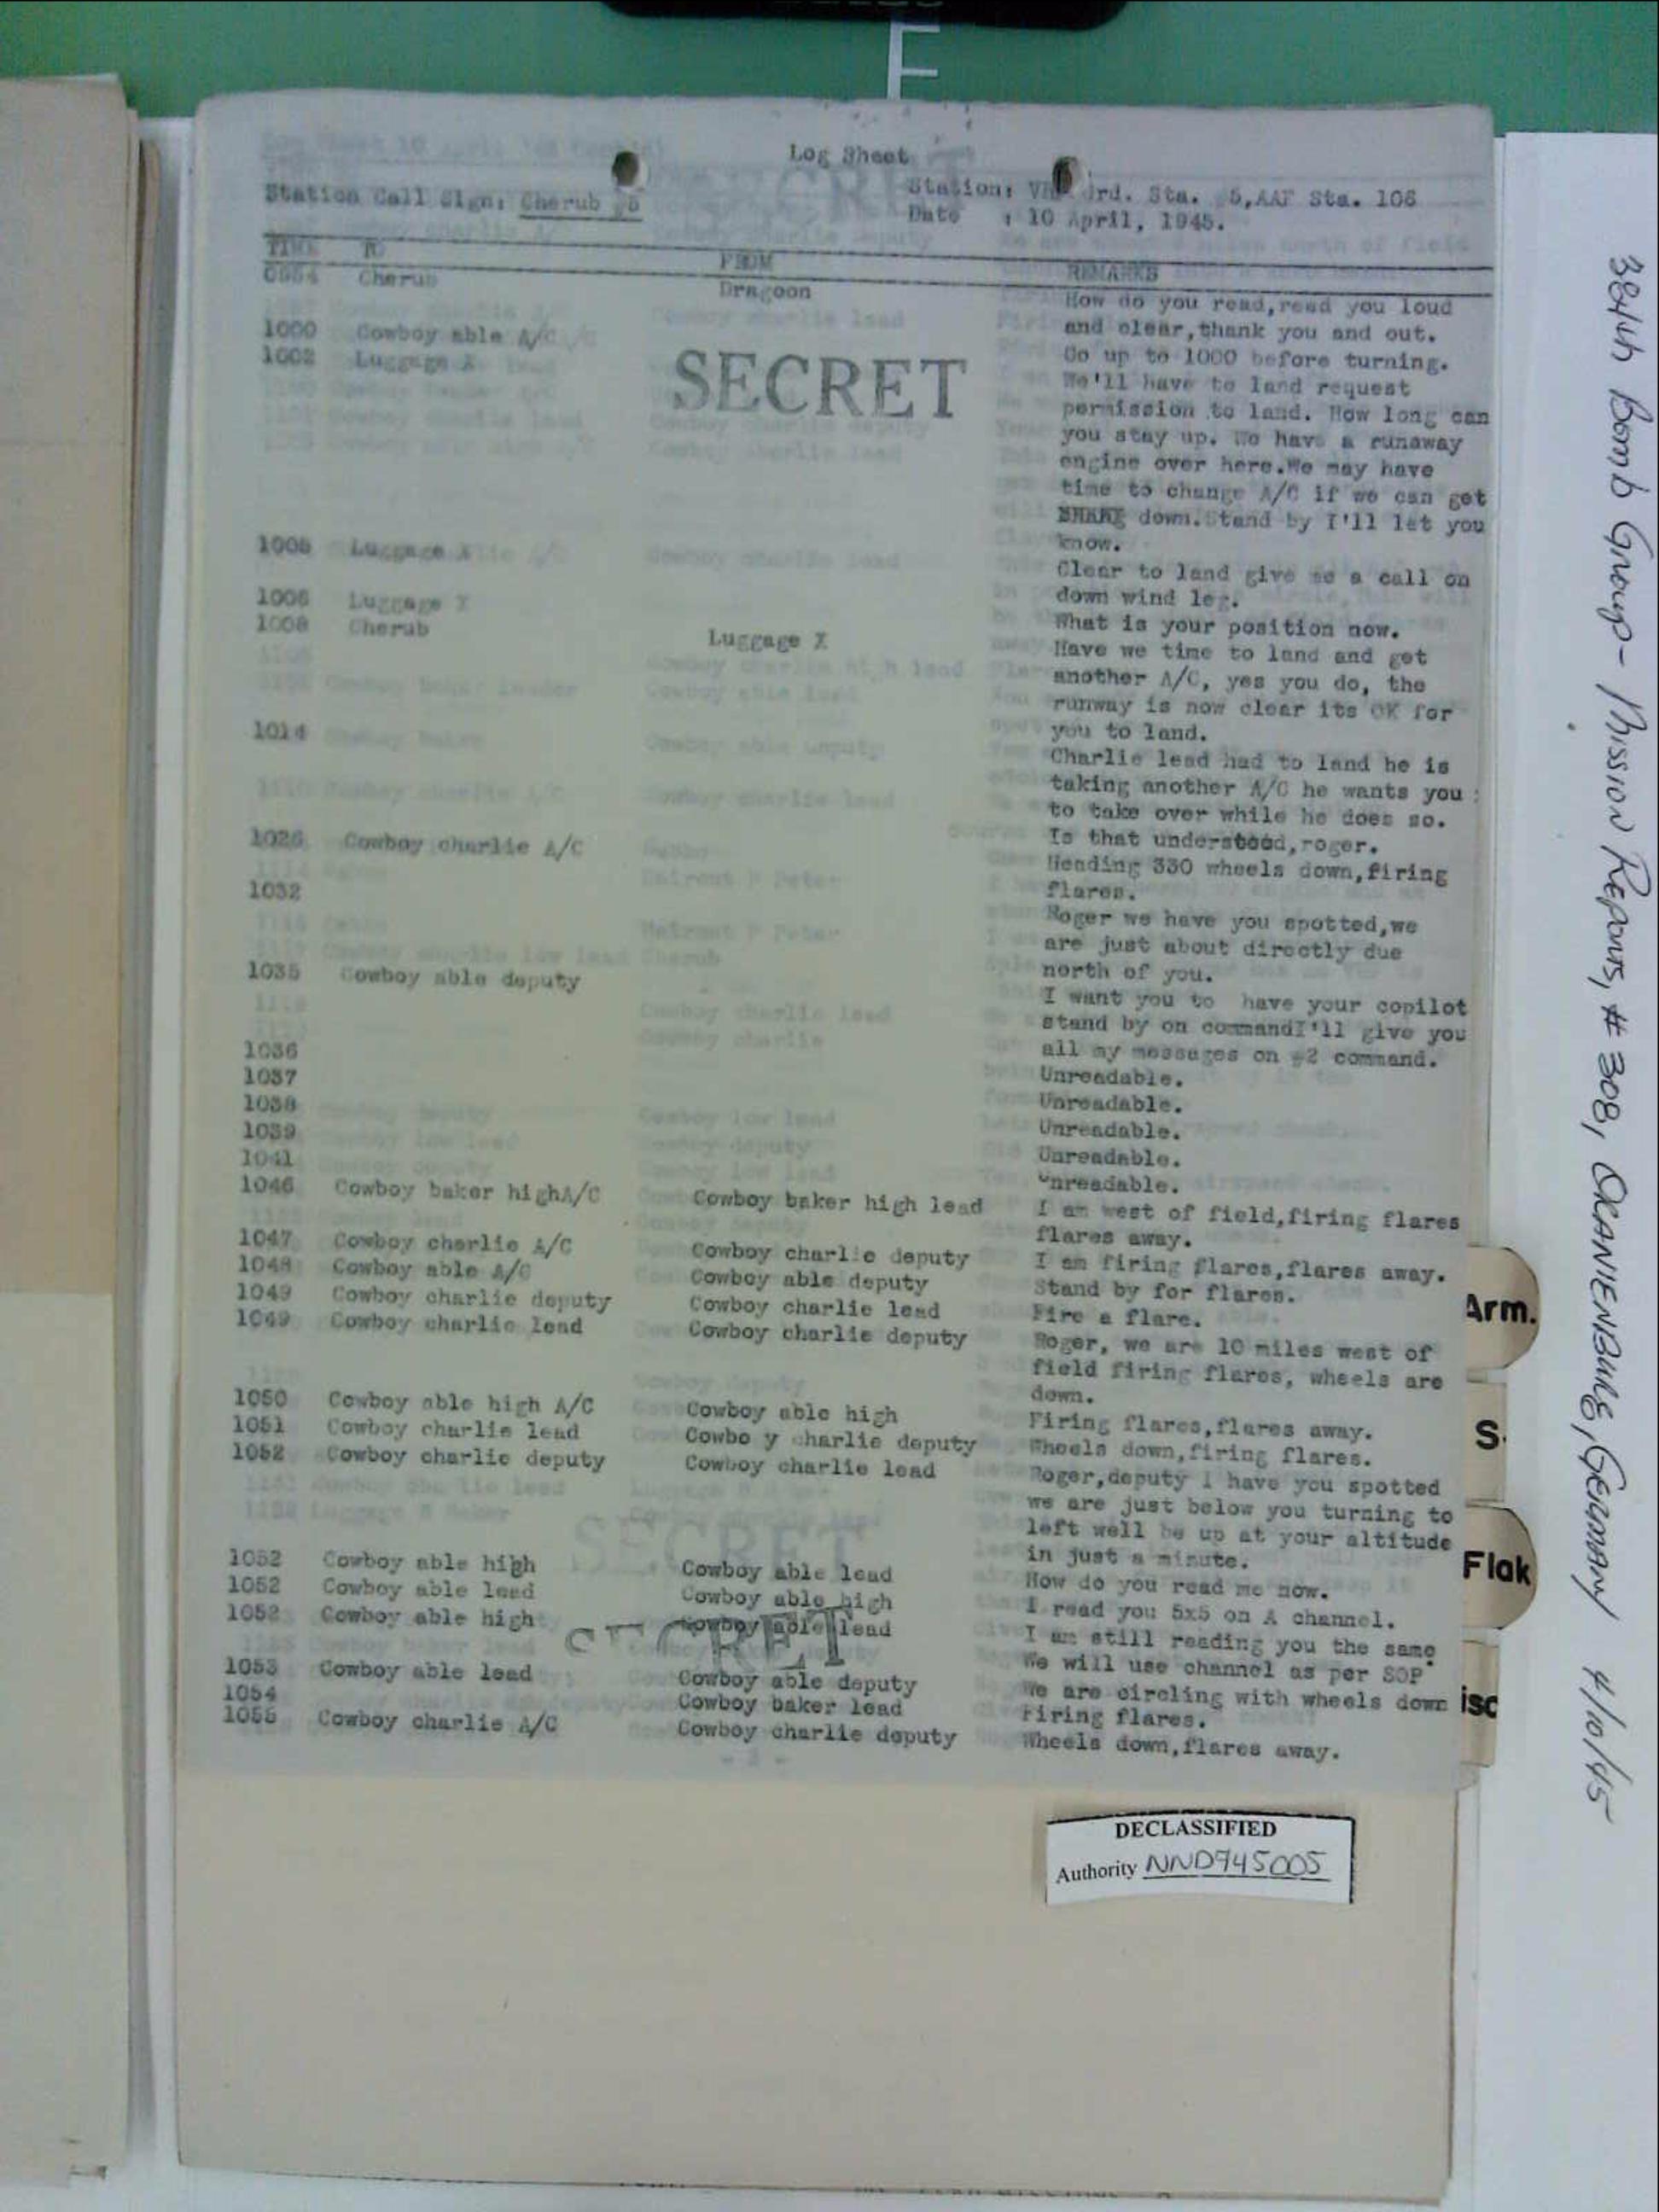 Log Sheet
Station Call Sign: Cherub
Station: Grd. Sta. 5,AAF Sta. 106
Date : 10 April, 1945.
TIME TO FROM REMARKS
0954 Cherub Dragoon How do you read,read you loud
and clear,thank you and out.
1000 Cowboy able A/C Go up to 1000 before turning.
1002 Luggage X We'll have to land request
permission to land. How long can
you stay up. We have a runaway
engine over here.We may have
time to change A/C if we can get
down.Stand by I'll let you
know.
1005 Luggage X Clear to land give me a call on
down wind leg.
1006 Luggage X What is your position now.
1008 Cherub Luggage X Have we time to land and get
another A/C, yes you do, the
runway is now clear its OK for
you to land.
1014 Charlie lead had to land he is
taking another A/C he wants you
to take over while he does so.
Is that understood,roger.
1026 Cowboy charlie A/C Heading 330 wheels down,firing
flares.
1032 Roger we have you spotted,we
are just about directly due
north of you.
1035 Cowboy able deputy I want you to have your copilot
stand by on commandI'll give you
all my messages on #2 command.
1036 Unreadable.
1037 Unreadable.
1038 Unreadable.
1039 Unreadable.
1041 Unreadable.
1046 Cowboy baker highA/C Cowboy baker high lead I am west of field,firing flares
flares away.
1047 Cowboy charlie A/C Cowboy charlie deputy I am firing flares,flares away.
1048 Cowboy able A/C Cowboy able deputy Stand by for flares.
1049 Cowboy charlie deputy Cowboy charlie lead Fire a flare.
1049 Cowboy charlie lead Cowboy charlie deputy Roger, we are 10 miles west of
field firing flares, wheels are
down.
1050 Cowboy able high A/C Cowboy able high Firing flares,flares away.
1051 Cowboy charlie lead Cowbo y charlie deputy Wheels down,firing flares.
1052 Cowboy charlie deputy Cowboy charlie lead Roger,deputy I have you spotted
we are just below you turning to
left well be up at your altitude
in just a minute.
1052 Cowboy able high Cowboy able lead How do you read me now.
1052 Cowboy able lead Cowboy able high I read you 5x5 on A channel.
1052 Cowboy able high Cowboy able lead I am still reading you the same
We will use channel as per SOP
1053 Cowboy able lead Cowboy able deputy We are circling with wheels down
1054 Cowboy baker lead Firing flares.
1055 Cowboy charlie A/C Cowboy charlie deputy Wheels down,flares away.
SECRET
SECRET
SECRET
DECLASSIFIED
Authority NND945005
Arm.
S.
Flak
isc
384th Bomb Group - Mission Reports, # 308, ORANIENBURG, GERMANY 4/10/45